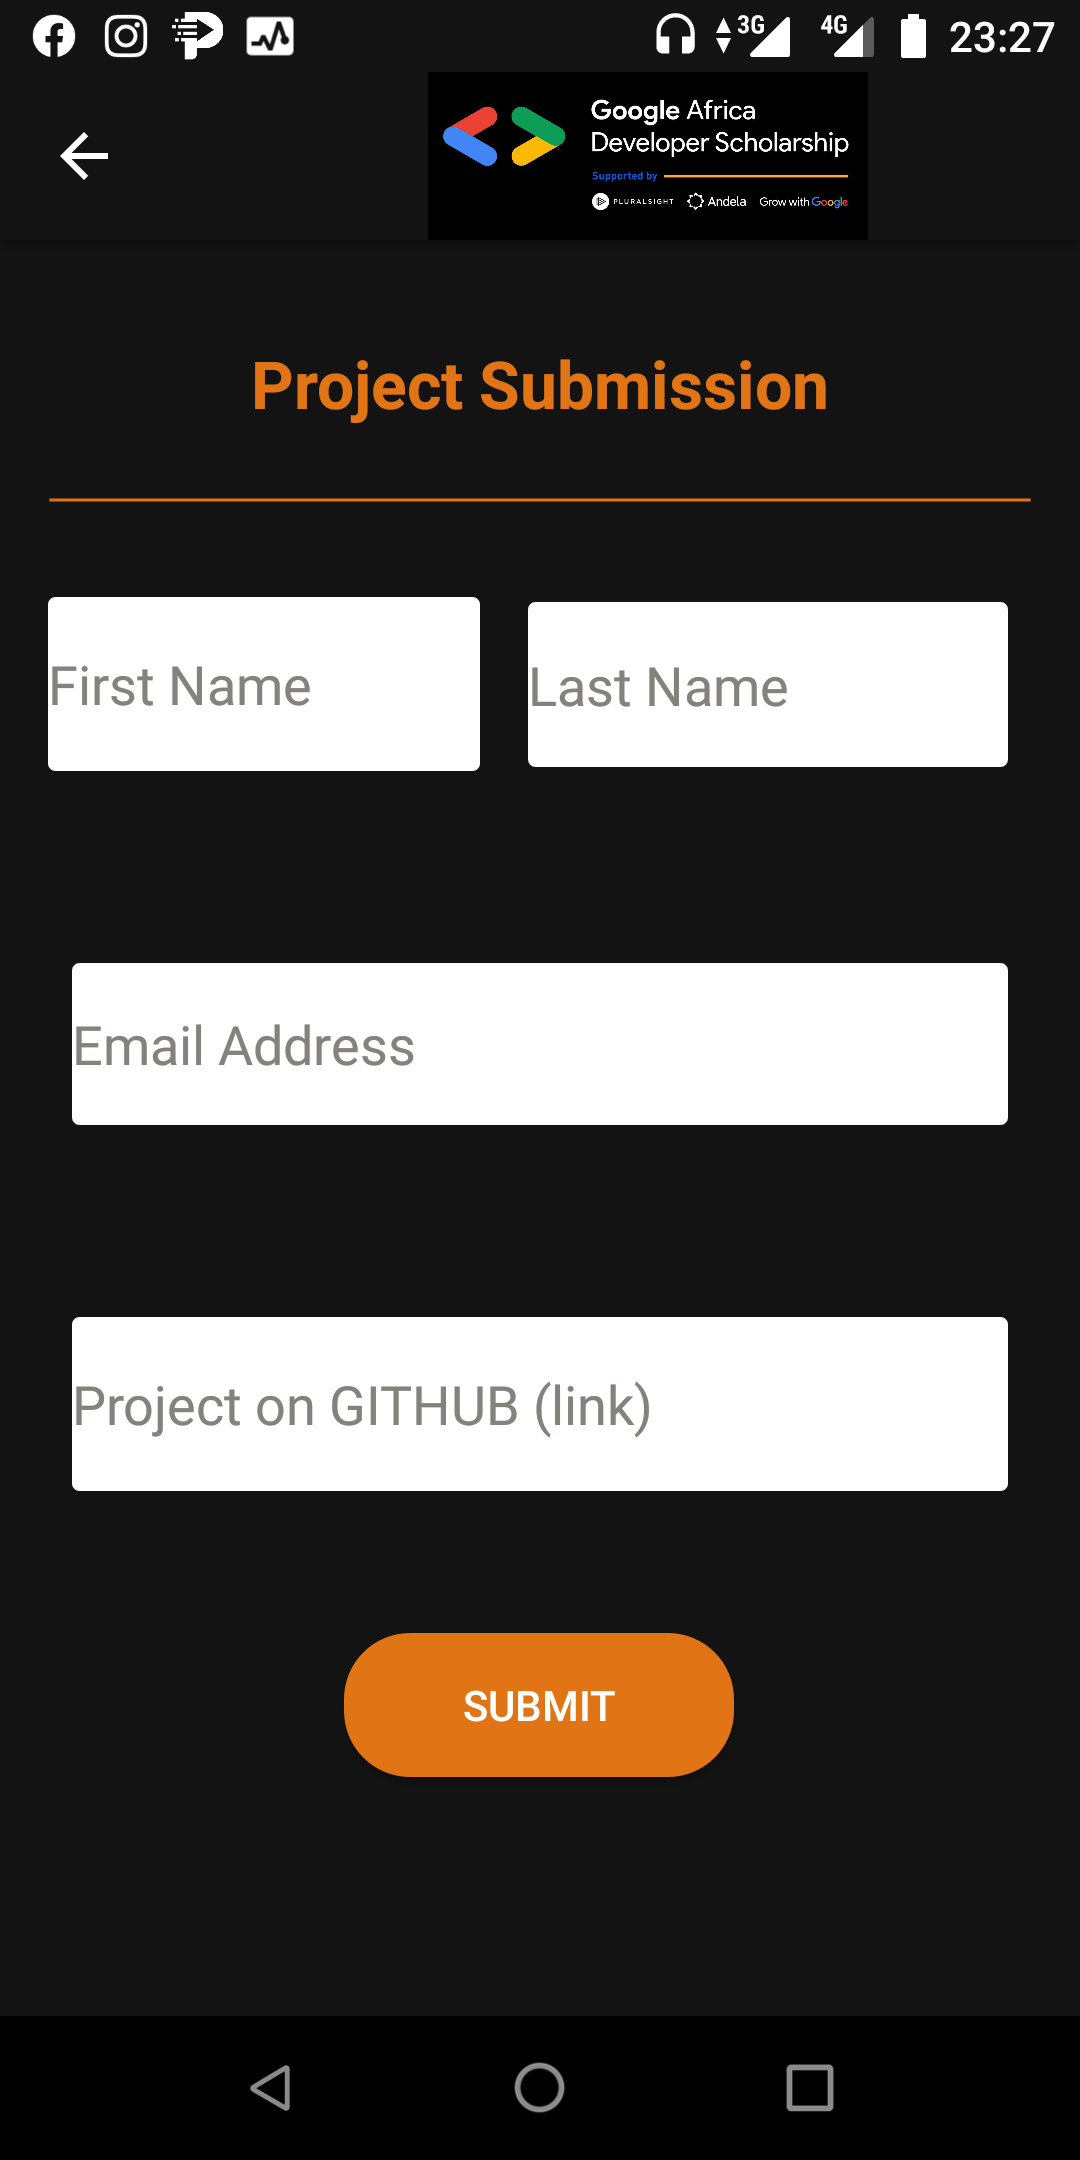 3G 4G 23:27
Google Africa
Developer Scholarship
Supported by
PLURALSIGHT Andela Grow with Google
Project Submission
First Name Last Name
Email Address
Project on GITHUB (link)
SUBMIT